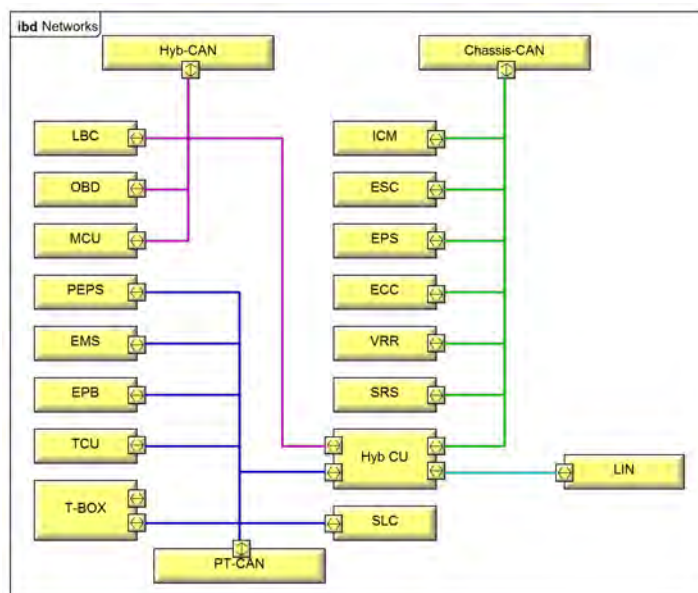 ibd Networks
Hyb-CAN
Chassis-CAN
LBC
ICM
OBD
ESC
MCU
EPS
PEPS
ECC
EMS
VRR
EPB
SRS
TCU
Hyb CU
LIN
T-BOX
SLC
PT-CAN